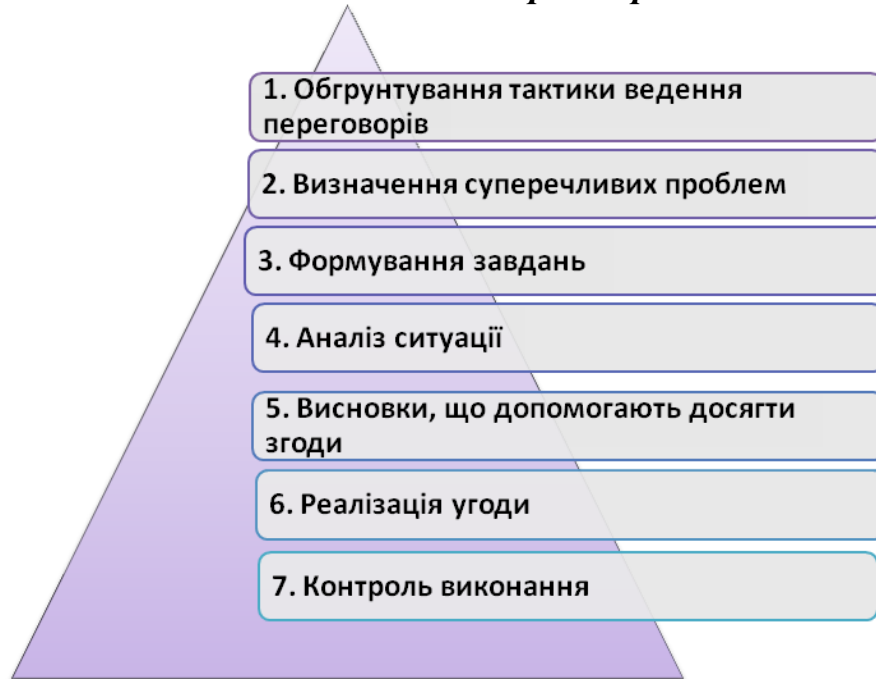 1. Обгрунтування тактики ведення
переговорів
2. Визначення суперечливих проблем
3. Формування завдань
4. Аналіз ситуації
5. Висновки, що допомогають досягти
згоди
6. Реалізація угоди
7. Контроль виконання